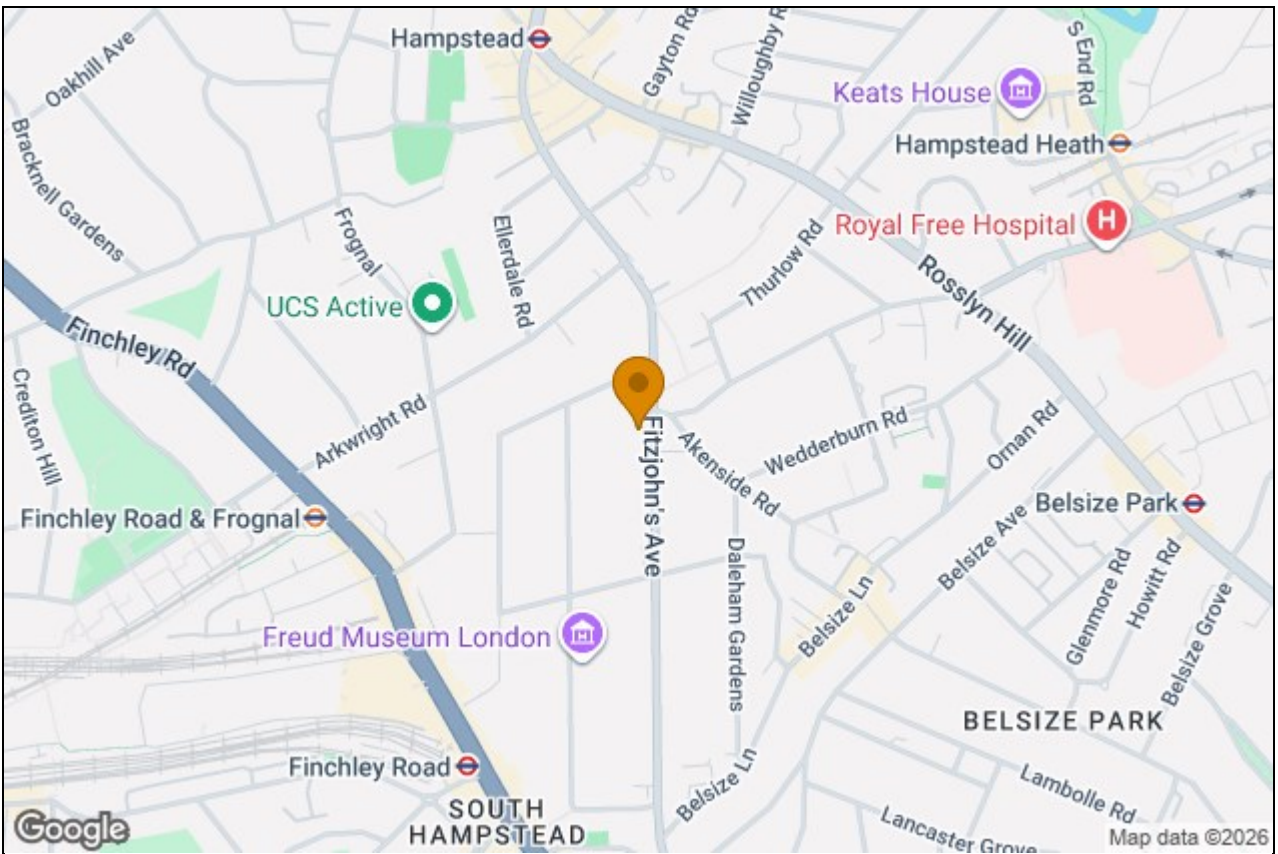 Hampstead
Oakhill Ave
Gayton Rd
Willoughby R
S End Rd
Keats House
Hampstead Heath
Bracknell Gardens
Frognal
Ellerdale Rd
Thurlow Rd
Royal Free Hospital
H
Rosslyn Hill
UCS Active
Finchley Rd
Crediton Hill
Arkwright Rd
Fitzjohn's Ave
Akenside Rd
Wedderburn Rd
Ornan Rd
Finchley Road & Frognal
Belsize Park
Belsize Ave
Daleham Gardens
Belsize Ln
Glenmore Rd
Howitt Rd
Belsize Grove
Freud Museum London
BELSIZE PARK
Finchley Road
Belsize Ln
Lambolle Rd
SOUTH
HAMPSTEAD
Lancaster Grove
Google
Map data ©2026